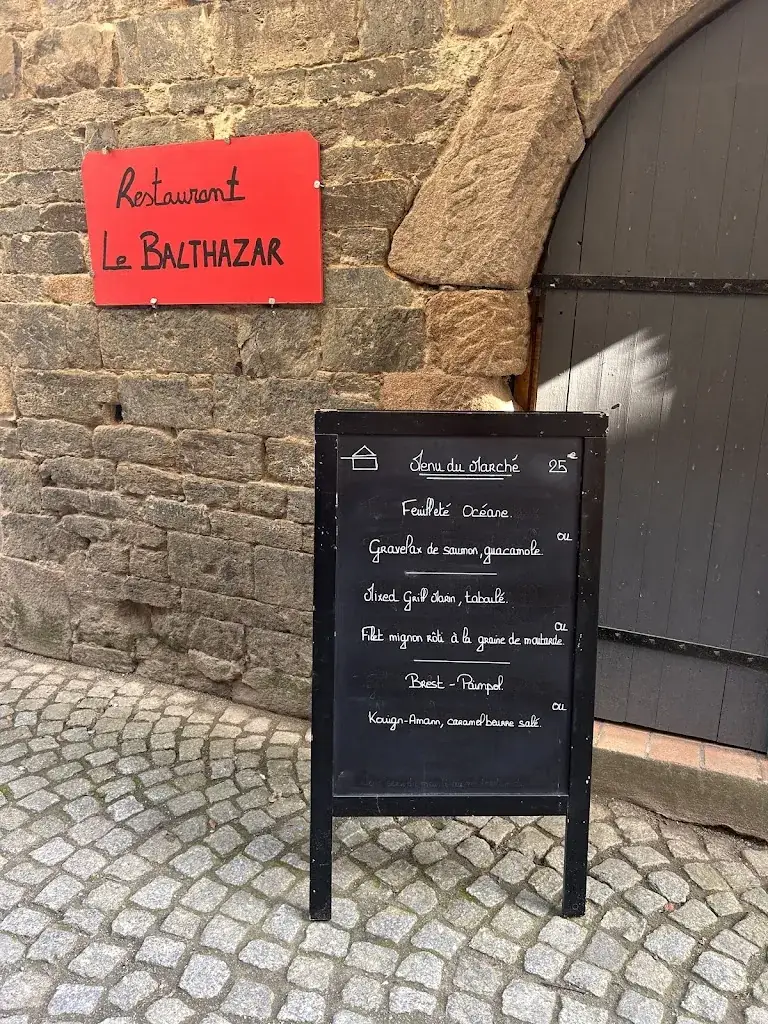 Restaurant
Le BALTHAZAR
Menu du Marché 25€
Feuilleté Océane.
ou
Gravelax de saumon, guacamole.
Mixed Grill Marin, taboulé.
ou
Filet mignon rôti à la graine de moutarde.
Brest - Paimpol.
ou
Kouign-Amann, caramel beurre salé.